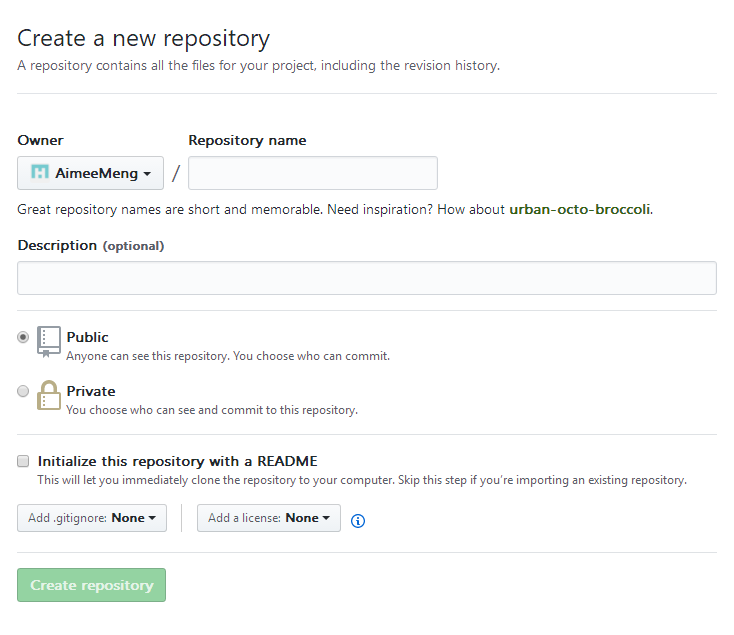 Create a new repository
A repository contains all the files for your project, including the revision history.
Owner
Repository name
AimeeMeng
/
Great repository names are short and memorable. Need inspiration? How about urban-octo-broccoli.
Description (optional)
Public
Anyone can see this repository. You choose who can commit.
Private
You choose who can see and commit to this repository.
Initialize this repository with a README
This will let you immediately clone the repository to your computer. Skip this step if you're importing an existing repository.
Add .gitignore: None
Add a license: None
Create repository